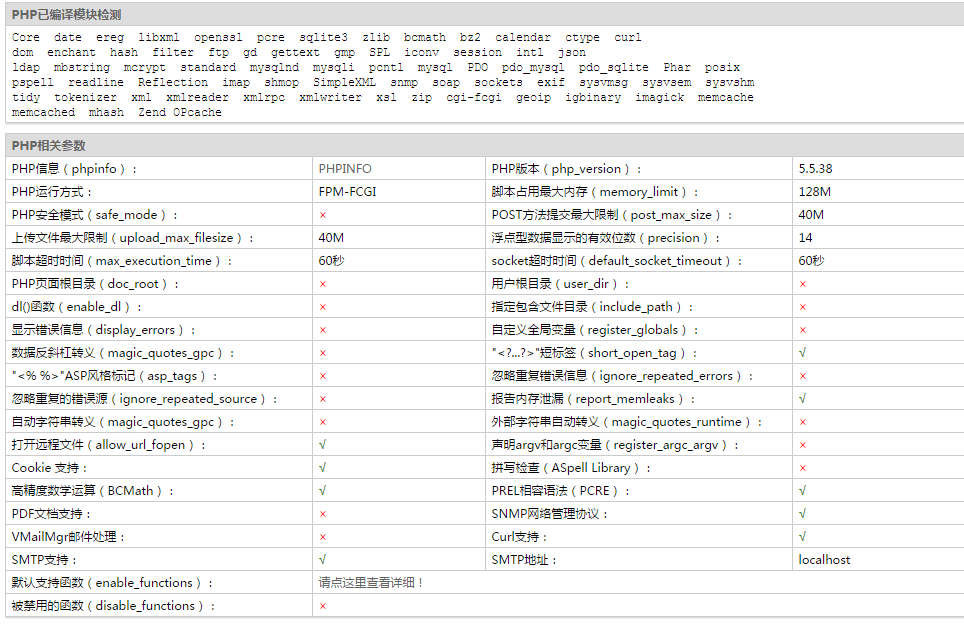 PHP已编译模块检测
Core date ereg libxml openssl pcre sqlite3 zlib bcmath bz2 calendar ctype curl
dom enchant hash filter ftp gd gettext gmp SPL iconv session intl json
ldap mbstring mcrypt standard mysqlnd mysqli pcntl mysql PDO pdo_mysql pdo_sqlite Phar posix
pspell readline Reflection imap shmop SimpleXML snmp soap sockets exif sysvmsg sysvsem sysvshm
tidy tokenizer xml xmlreader xmlrpc xmlwriter xsl zip cgi-fcgi geoip igbinary imagick memcache
memcached mhash Zend OPcache
PHP相关参数
PHP信息（phpinfo）： PHPINFO PHP版本（php_version）： 5.5.38
PHP运行方式： FPM-FCGI 脚本占用最大内存（memory_limit）： 128M
PHP安全模式（safe_mode）： × POST方法提交最大限制（post_max_size）： 40M
上传文件最大限制（upload_max_filesize）： 40M 浮点型数据显示的有效位数（precision）： 14
脚本超时时间（max_execution_time）： 60秒 socket超时时间（default_socket_timeout）： 60秒
PHP页面根目录（doc_root）： × 用户根目录（user_dir）： ×
dl()函数（enable_dl）： × 指定包含文件目录（include_path）： ×
显示错误信息（display_errors）： × 自定义全局变量（register_globals）： ×
数据反斜杠转义（magic_quotes_gpc）： × "<?...?>"短标签（short_open_tag）： √
"<% %>"ASP风格标记（asp_tags）： × 忽略重复错误信息（ignore_repeated_errors）： ×
忽略重复的错误源（ignore_repeated_source）： × 报告内存泄漏（report_memleaks）： √
自动字符串转义（magic_quotes_gpc）： × 外部字符串自动转义（magic_quotes_runtime）： ×
打开远程文件（allow_url_fopen）： √ 声明argv和argc变量（register_argc_argv）： ×
Cookie 支持： √ 拼写检查（ASpell Library）： ×
高精度数学运算（BCMath）： √ PREL相容语法（PCRE）： √
PDF文档支持： × SNMP网络管理协议： √
VMailMgr邮件处理： × Curl支持： √
SMTP支持： √ SMTP地址： localhost
默认支持函数（enable_functions）： 请点这里查看详细！
被禁用的函数（disable_functions）： ×